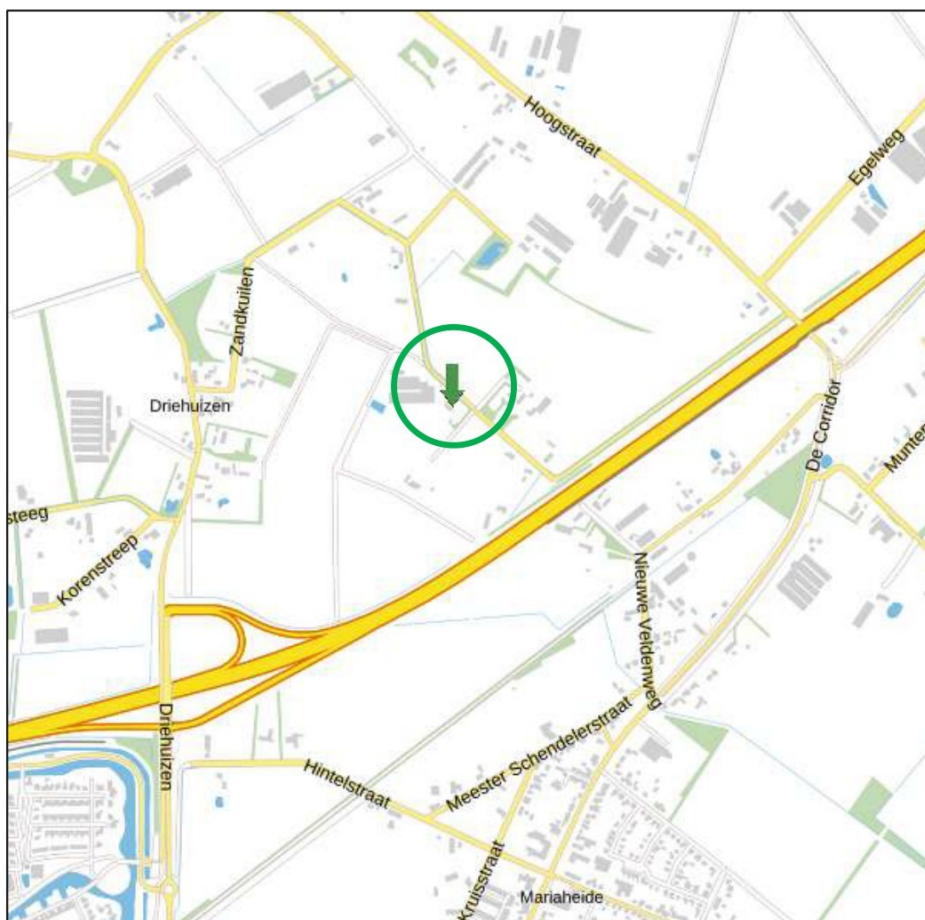 Hoogstraat
Egelweg
Zandkuilen
Driehuizen
De Corridor
Munter
steeg
Korenstreep
Nieuwe Veldenweg
Driehuizen
Meester Schendelerstraat
Hintelstraat
Kruisstraat
Mariaheide